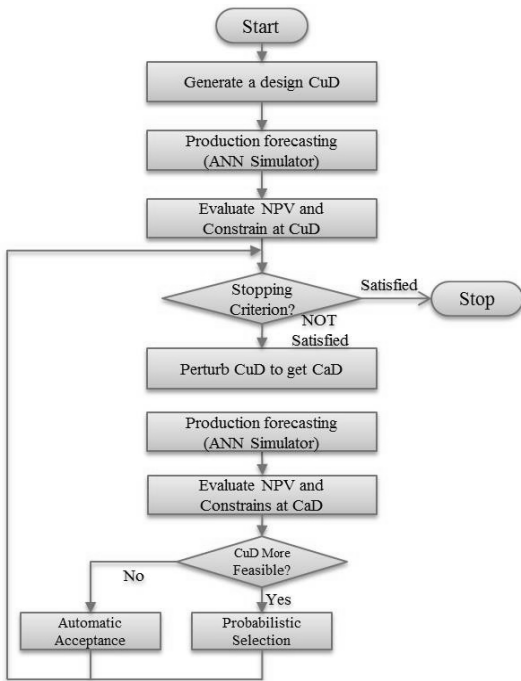 Start
Generate a design CuD
Production forecasting
(ANN Simulator)
Evaluate NPV and
Constrain at CuD
Stopping
Criterion?
Satisfied
Stop
NOT
Satisfied
Perturb CuD to get CaD
Production forecasting
(ANN Simulator)
Evaluate NPV and
Constrains at CaD
CuD More
Feasible?
No
Yes
Automatic
Acceptance
Probabilistic
Selection